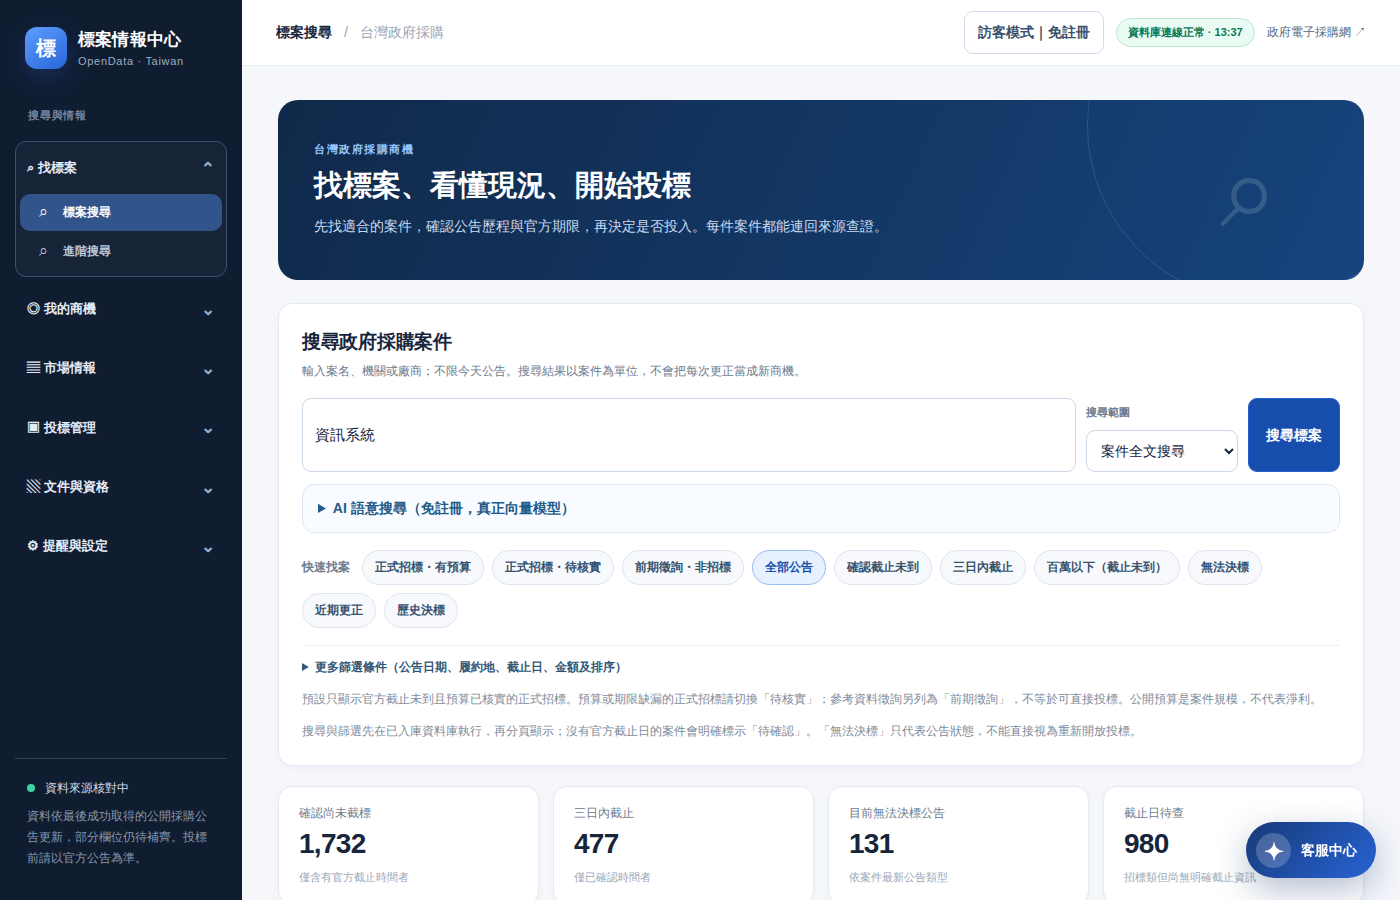 標
標案情報中心
OpenData · Taiwan
搜尋與情報
找標案
標案搜尋
進階搜尋
我的商機
市場情報
投標管理
文件與資格
提醒與設定
資料來源核對中
資料依最後成功取得的公開採購公
告更新，部分欄位仍待補齊。投標
前請以官方公告為準。
標案搜尋 / 台灣政府採購
訪客模式｜免註冊
資料庫連線正常 · 13:37
政府電子採購網 ↗
台灣政府採購商機
找標案、看懂現況、開始投標
先找適合的案件，確認公告歷程與官方期限，再決定是否投入。每件案件都能連回來源查證。
搜尋政府採購案件
輸入案名、機關或廠商；不限今天公告。搜尋結果以案件為單位，不會把每次更正當成新商機。
資訊系統
搜尋範圍
案件全文搜尋
搜尋標案
AI 語意搜尋（免註冊，真正向量模型）
快速找案 正式招標・有預算 正式招標・待核實 前期徵詢・非招標 全部公告 確認截止未到 三日內截止 百萬以下（截止未到） 無法決標
近期更正 歷史決標
更多篩選條件（公告日期、履約地、截止日、金額及排序）
預設只顯示官方截止未到且預算已核實的正式招標。預算或期限缺漏的正式招標請切換「待核實」；參考資料徵詢另列為「前期徵詢」，不等於可直接投標。公開預算是案件規模，不代表淨利。
搜尋與篩選先在已入庫資料庫執行，再分頁顯示；沒有官方截止日的案件會明確標示「待確認」。「無法決標」只代表公告狀態，不能直接視為重新開放投標。
確認尚未截標
1,732
僅含有官方截止時間者
三日內截止
477
僅已確認時間者
目前無法決標公告
131
依案件最新公告類型
截止日待查
980
招標類但尚無明確截止資訊
客服中心